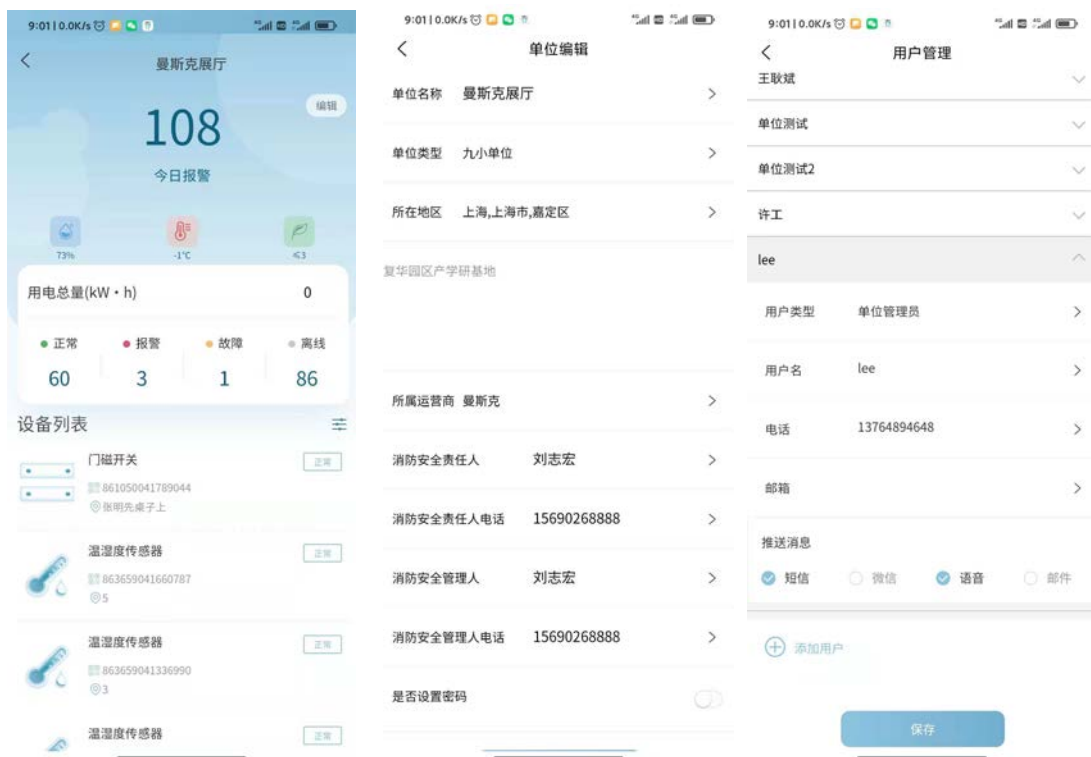 9:01 | 0.0K/s
曼斯克展厅
编辑
108
今日报警
73%
-1℃
≤3
用电总量(kW·h) 0
正常 报警 故障 离线
60 3 1 86
设备列表
门磁开关 正常
861050041789044
张明先桌子上
温湿度传感器 正常
863659041660787
5
温湿度传感器 正常
863659041336990
3
温湿度传感器 正常
9:01 | 0.0K/s
单位编辑
单位名称 曼斯克展厅
单位类型 九小单位
所在地区 上海,上海市,嘉定区
复华园区产学研基地
所属运营商 曼斯克
消防安全责任人 刘志宏
消防安全责任人电话 15690268888
消防安全管理人 刘志宏
消防安全管理人电话 15690268888
是否设置密码
9:01 | 0.0K/s
用户管理
王耿斌
单位测试
单位测试2
许工
lee
用户类型 单位管理员
用户名 lee
电话 13764894648
邮箱
推送消息
短信 微信 语音 邮件
添加用户
保存